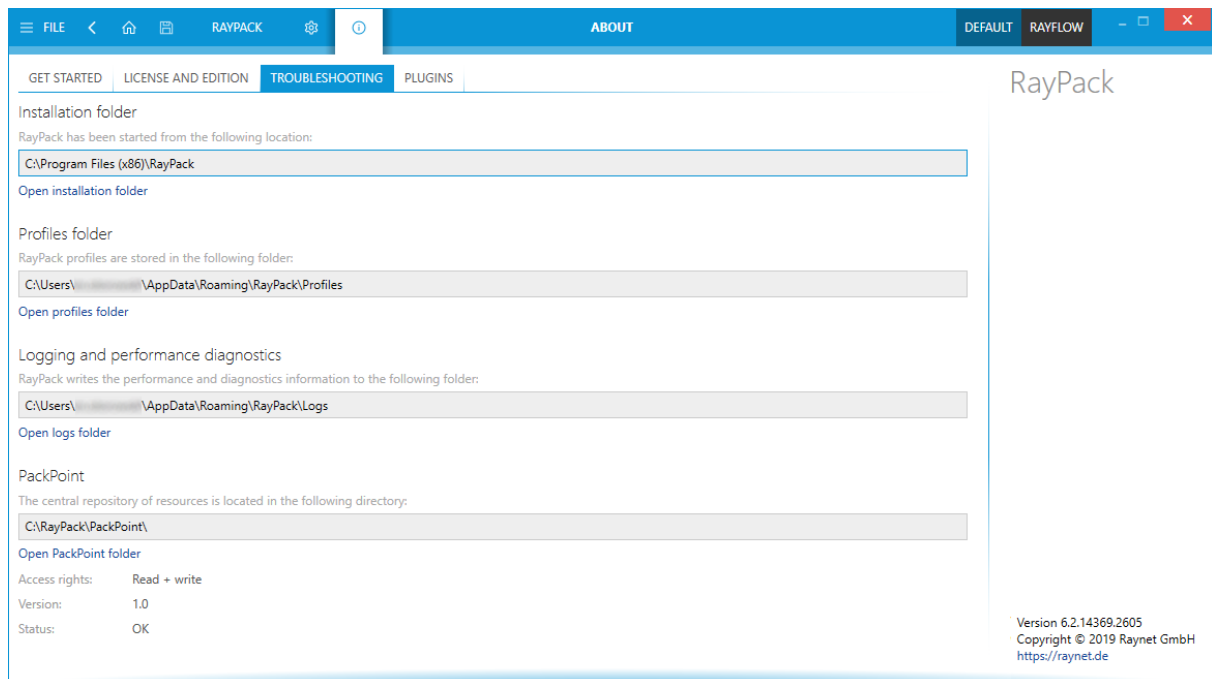 FILE RAYPACK ABOUT DEFAULT RAYFLOW
GET STARTED LICENSE AND EDITION TROUBLESHOOTING PLUGINS
RayPack
Installation folder
RayPack has been started from the following location:
C:\Program Files (x86)\RayPack
Open installation folder
Profiles folder
RayPack profiles are stored in the following folder:
C:\Users\ \AppData\Roaming\RayPack\Profiles
Open profiles folder
Logging and performance diagnostics
RayPack writes the performance and diagnostics information to the following folder:
C:\Users\ \AppData\Roaming\RayPack\Logs
Open logs folder
PackPoint
The central repository of resources is located in the following directory:
C:\RayPack\PackPoint\
Open PackPoint folder
Access rights: Read + write
Version: 1.0
Status: OK
Version 6.2.14369.2605
Copyright © 2019 Raynet GmbH
https://raynet.de